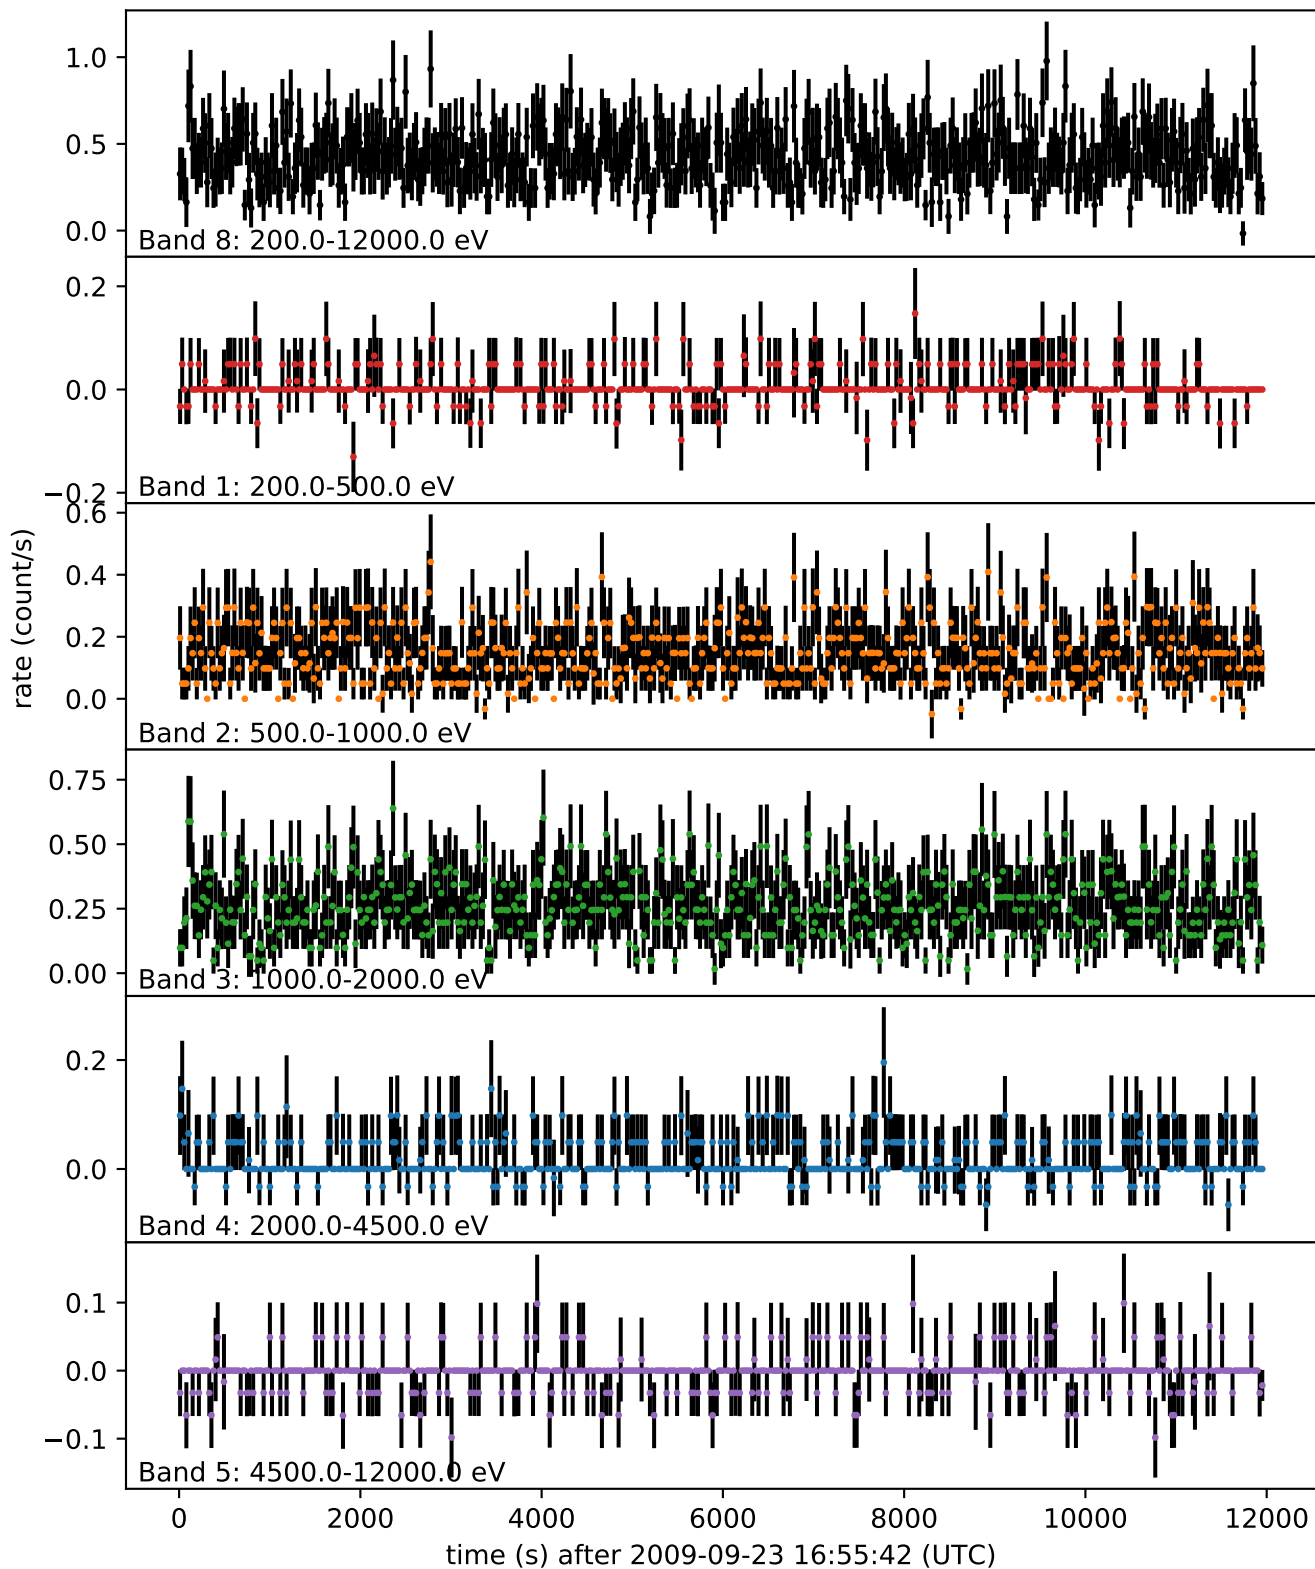 1.0
0.5
0.0
Band 8: 200.0-12000.0 eV
0.2
0.0
−0.2
Band 1: 200.0-500.0 eV
rate (count/s)
0.6
0.4
0.2
0.0
Band 2: 500.0-1000.0 eV
0.75
0.50
0.25
0.00
Band 3: 1000.0-2000.0 eV
0.2
0.0
Band 4: 2000.0-4500.0 eV
0.1
0.0
−0.1
Band 5: 4500.0-12000.0 eV
0 2000 4000 6000 8000 10000 12000
time (s) after 2009-09-23 16:55:42 (UTC)